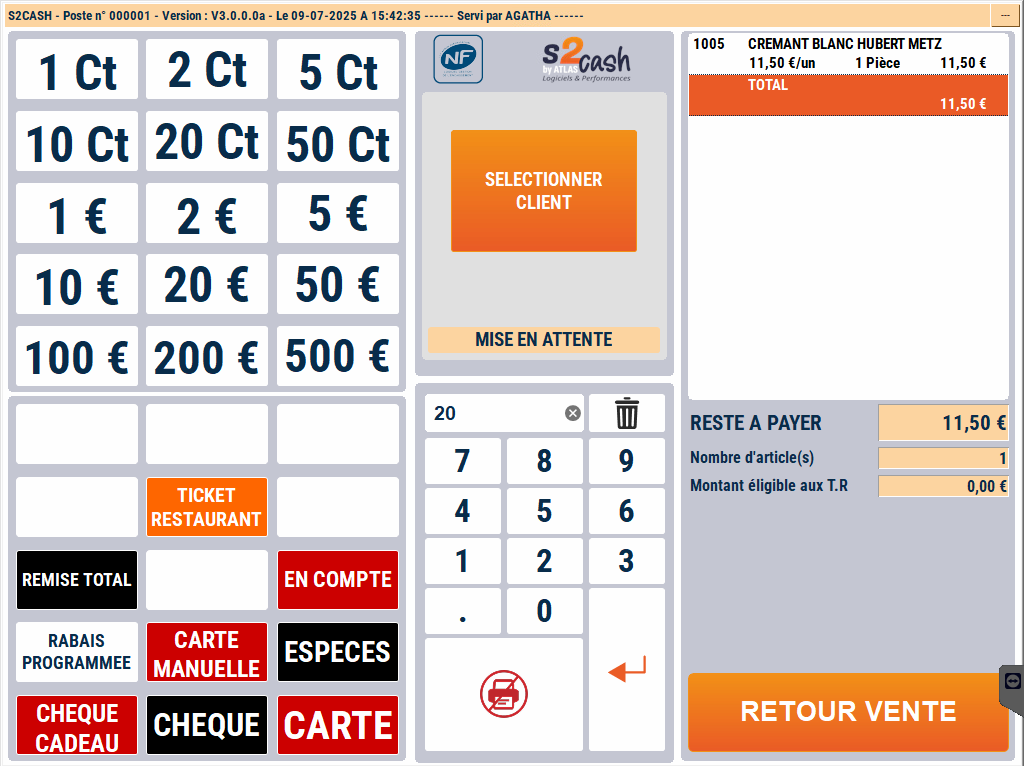 S2CASH - Poste n° 000001 - Version : V3.0.0.0a - Le 09-07-2025 A 15:42:35 ------ Servi par AGATHA ------
---
1 Ct
2 Ct
5 Ct
10 Ct
20 Ct
50 Ct
1 €
2 €
5 €
10 €
20 €
50 €
100 €
200 €
500 €
TICKET
RESTAURANT
REMISE TOTAL
EN COMPTE
RABAIS
PROGRAMMEE
CARTE
MANUELLE
ESPECES
CHEQUE
CADEAU
CHEQUE
CARTE
NF
S2cash
by ATLAS
Logiciels & Performances
SELECTIONNER
CLIENT
MISE EN ATTENTE
20
7
8
9
4
5
6
1
2
3
.
0
1005 CREMANT BLANC HUBERT METZ
11,50 €/un 1 Pièce 11,50 €
TOTAL
11,50 €
RESTE A PAYER 11,50 €
Nombre d'article(s) 1
Montant éligible aux T.R 0,00 €
RETOUR VENTE